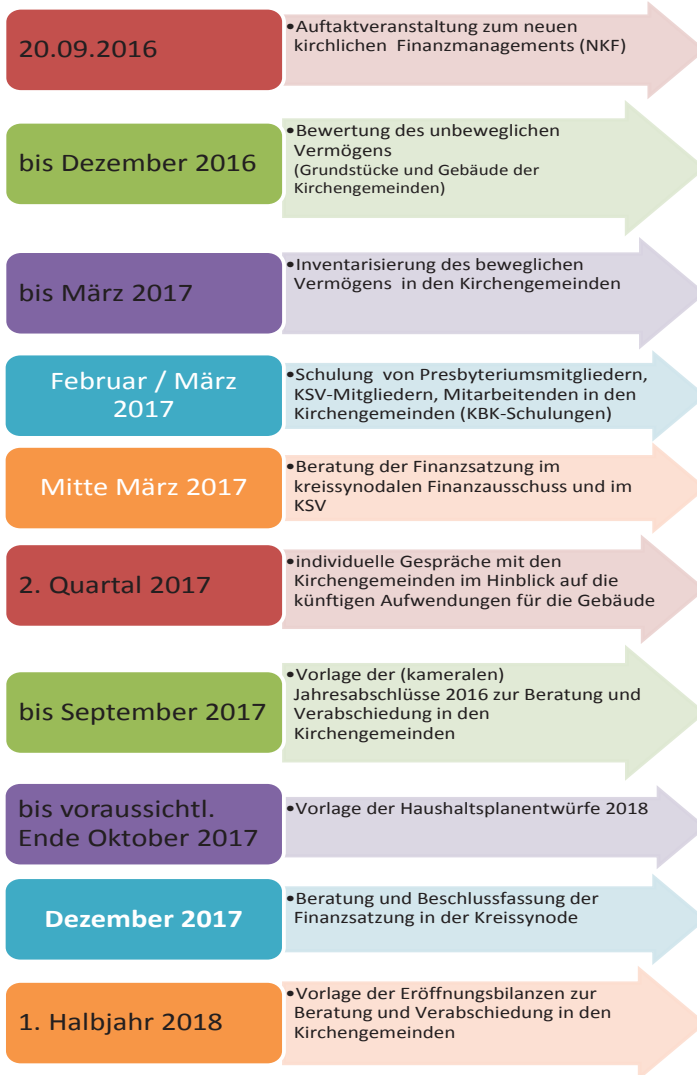 20.09.2016
•Auftaktveranstaltung zum neuen
kirchlichen Finanzmanagements (NKF)
bis Dezember 2016
•Bewertung des unbeweglichen
Vermögens
(Grundstücke und Gebäude der
Kirchengemeinden)
bis März 2017
•Inventarisierung des beweglichen
Vermögens in den Kirchengemeinden
Februar / März
2017
•Schulung von Presbyteriumsmitgliedern,
KSV-Mitgliedern, Mitarbeitenden in den
Kirchengemeinden (KBK-Schulungen)
Mitte März 2017
•Beratung der Finanzsatzung im
kreissynodalen Finanzausschuss und im
KSV
2. Quartal 2017
•individuelle Gespräche mit den
Kirchengemeinden im Hinblick auf die
künftigen Aufwendungen für die Gebäude
bis September 2017
•Vorlage der (kameralen)
Jahresabschlüsse 2016 zur Beratung und
Verabschiedung in den
Kirchengemeinden
bis voraussichtl.
Ende Oktober 2017
•Vorlage der Haushaltsplanentwürfe 2018
Dezember 2017
•Beratung und Beschlussfassung der
Finanzsatzung in der Kreissynode
1. Halbjahr 2018
•Vorlage der Eröffnungsbilanzen zur
Beratung und Verabschiedung in den
Kirchengemeinden